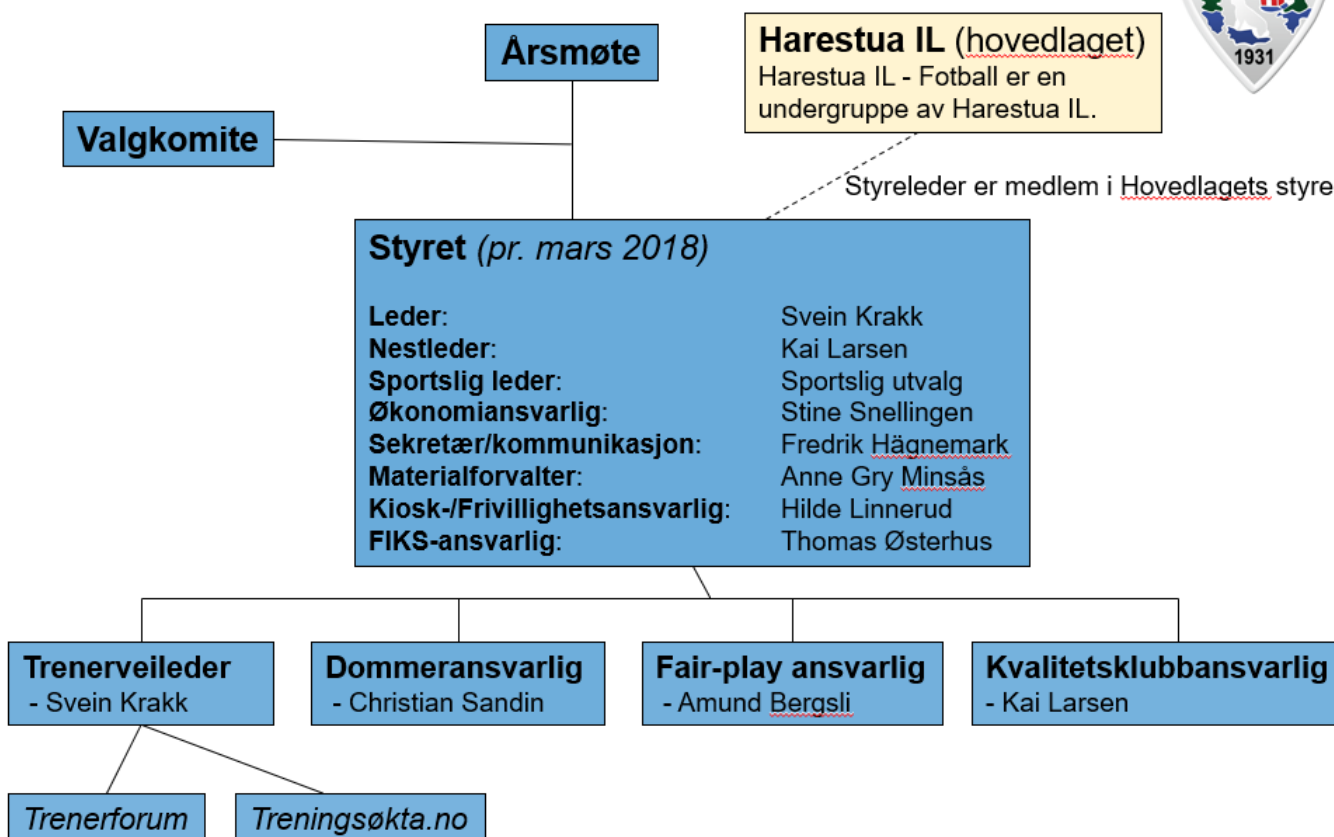 Årsmøte
Harestua IL (hovedlaget)
Harestua IL - Fotball er en
undergruppe av Harestua IL.
1931
Valgkomite
Styreleder er medlem i Hovedlagets styre
Styret (pr. mars 2018)
Leder: Svein Krakk
Nestleder: Kai Larsen
Sportslig leder: Sportslig utvalg
Økonomiansvarlig: Stine Snellingen
Sekretær/kommunikasjon: Fredrik Hägnemark
Materialforvalter: Anne Gry Minsås
Kiosk-/Frivillighetsansvarlig: Hilde Linnerud
FIKS-ansvarlig: Thomas Østerhus
Trenerveileder
- Svein Krakk
Dommeransvarlig
- Christian Sandin
Fair-play ansvarlig
- Amund Bergsli
Kvalitetsklubbansvarlig
- Kai Larsen
Trenerforum
Treningsøkta.no